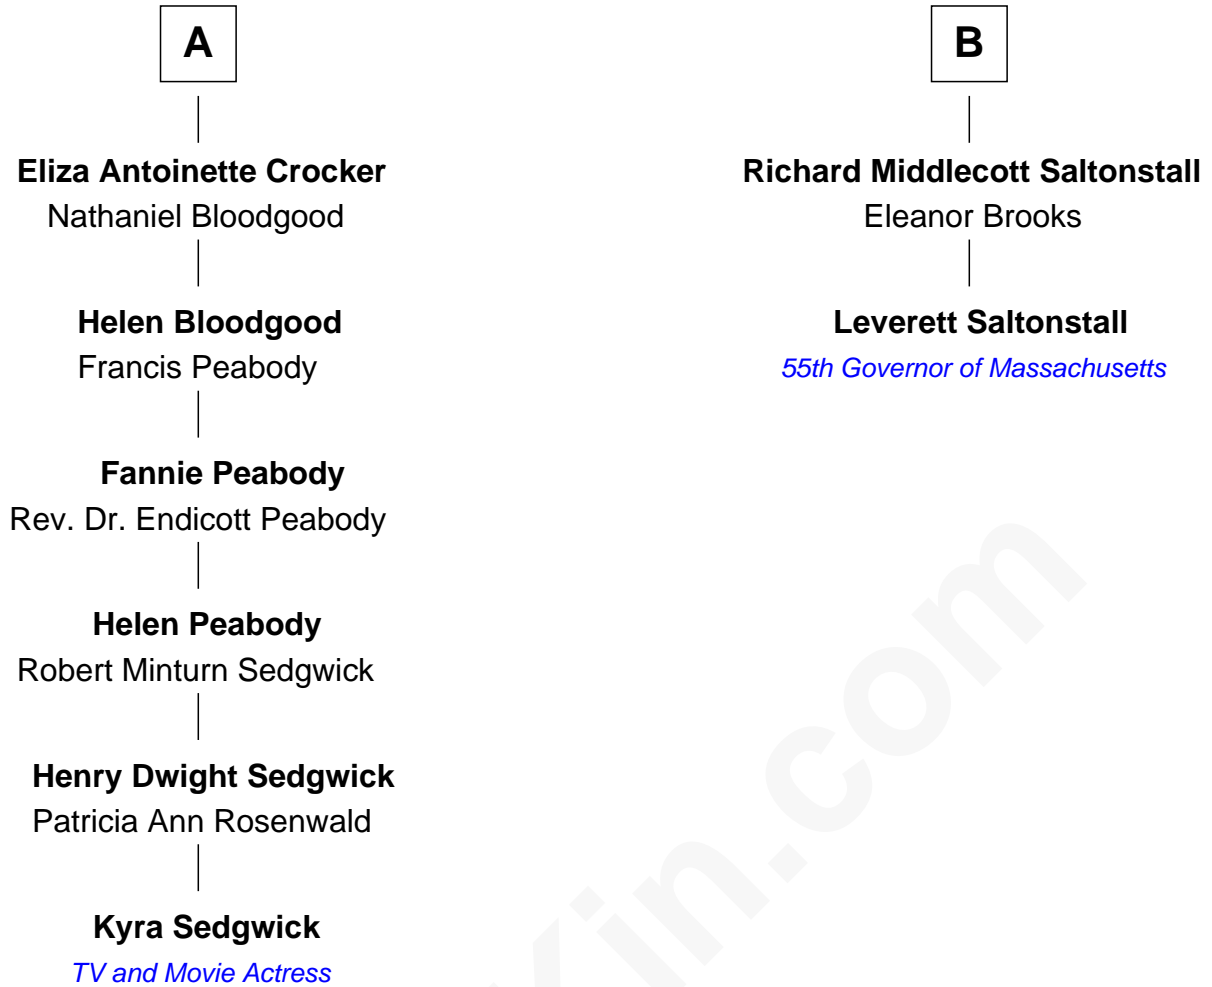 A
Eliza Antoinette Crocker
Nathaniel Bloodgood
Helen Bloodgood
Francis Peabody
Fannie Peabody
Rev. Dr. Endicott Peabody
Helen Peabody
Robert Minturn Sedgwick
Henry Dwight Sedgwick
Patricia Ann Rosenwald
Kyra Sedgwick
TV and Movie Actress
B
Richard Middlecott Saltonstall
Eleanor Brooks
Leverett Saltonstall
55th Governor of Massachusetts
Kin.com